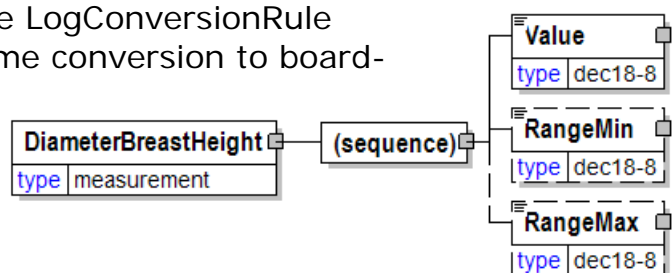 e LogConversionRule
me conversion to board-
Value
type dec18-8
DiameterBreastHeight
type measurement
(sequence)
RangeMin
type dec18-8
RangeMax
type dec18-8